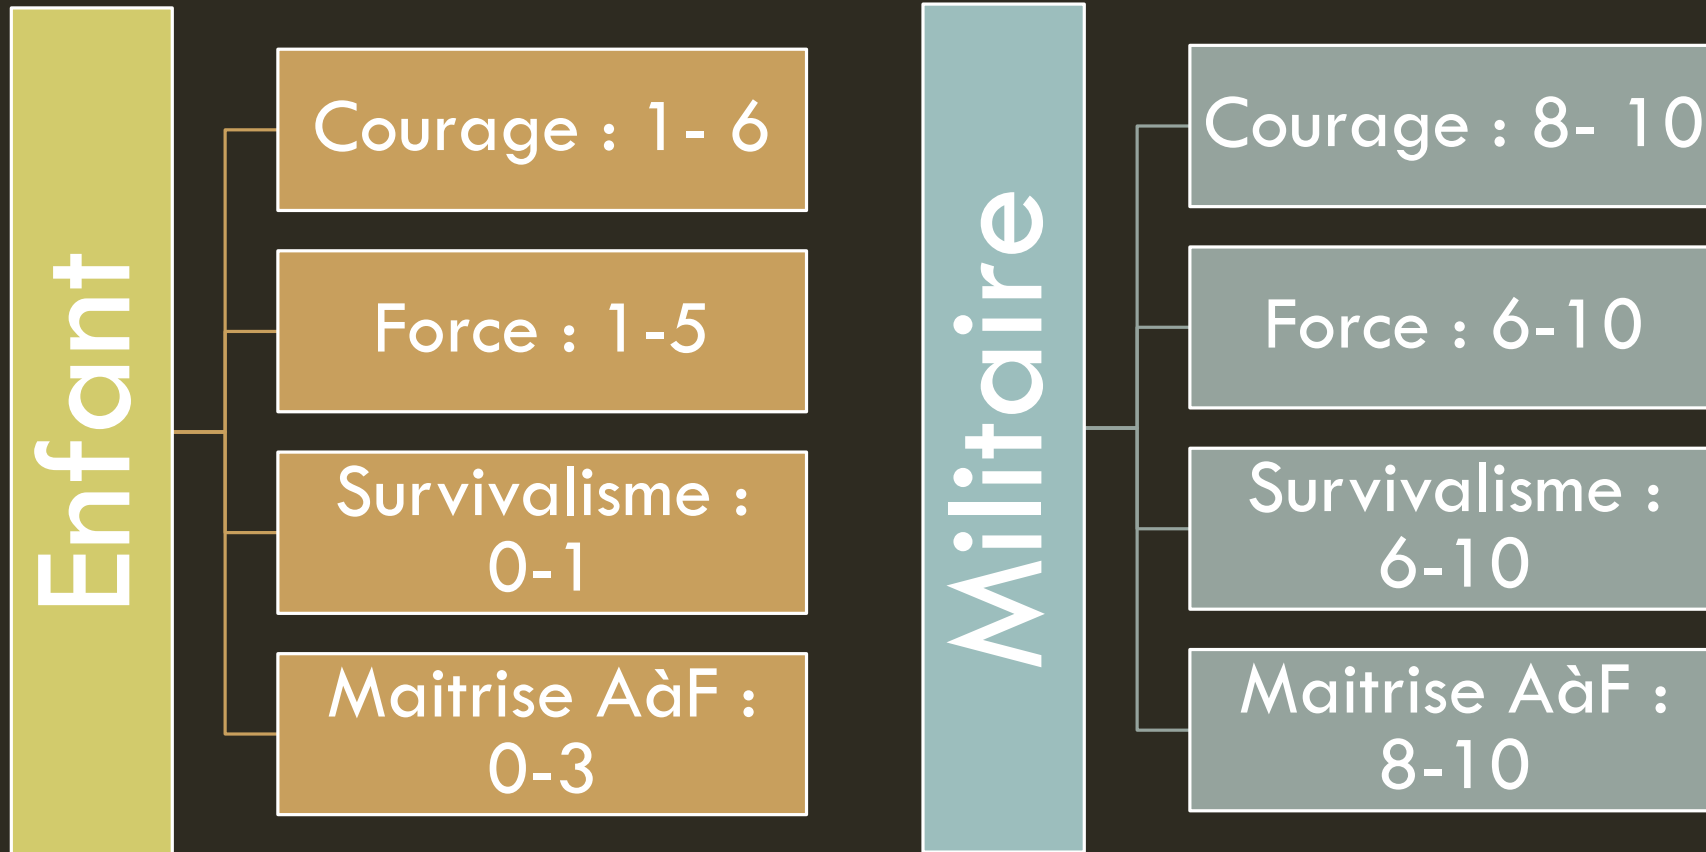 Enfant
Courage : 1- 6
Force : 1-5
Survivalisme :
0-1
Maitrise AàF :
0-3
Militaire
Courage : 8- 10
Force : 6-10
Survivalisme :
6-10
Maitrise AàF :
8-10